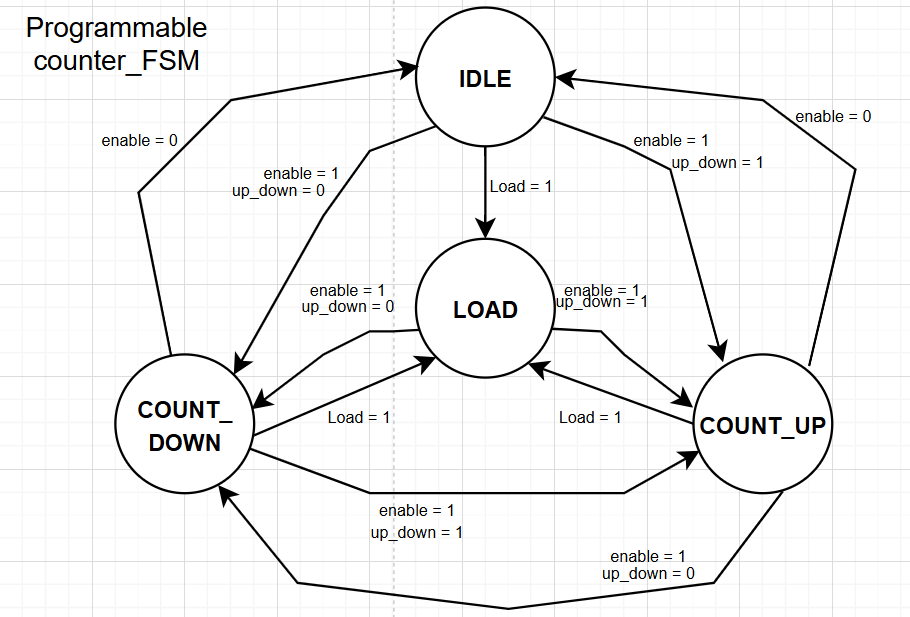 Programmable
counter_FSM
IDLE
enable = 0
enable = 0
enable = 1
up_down = 1
enable = 1
up_down = 0
Load = 1
enable = 1
up_down = 0
enable = 1
up_down = 1
LOAD
COUNT_
DOWN
Load = 1
Load = 1
COUNT_UP
enable = 1
up_down = 1
enable = 1
up_down = 0